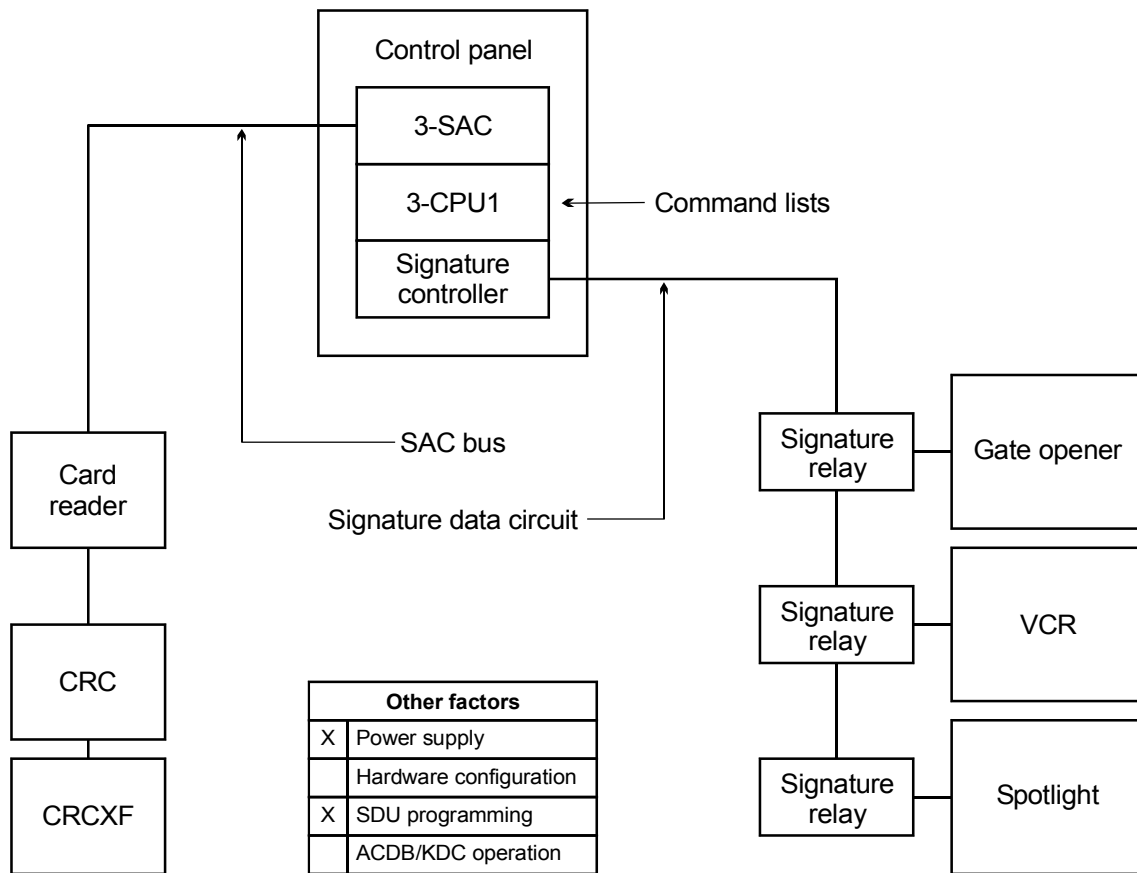 Control panel
3-SAC
3-CPU1
Command lists
Signature
controller
SAC bus
Signature data circuit
Card
reader
CRC
CRCXF
Signature
relay
Gate opener
Signature
relay
VCR
Signature
relay
Spotlight
Other factors
X Power supply
Hardware configuration
X SDU programming
ACDB/KDC operation